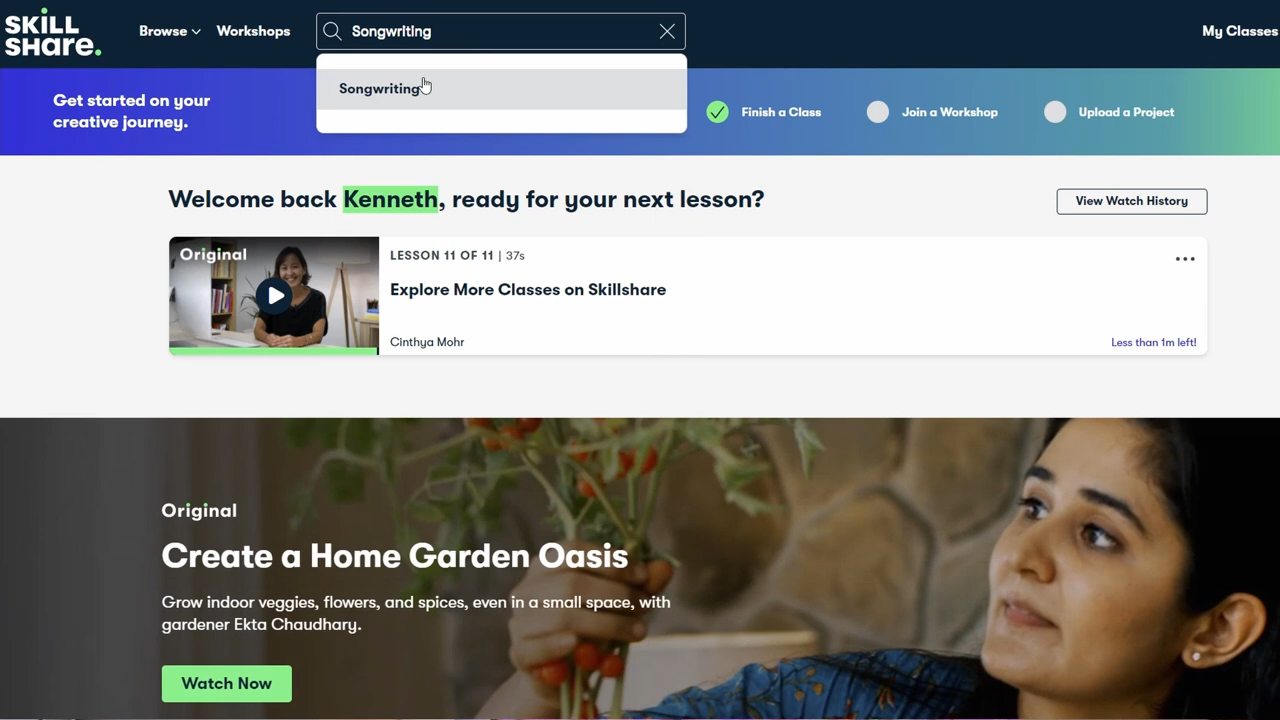 SKILL
SHARE.
Browse
Workshops
Songwriting
My Classes
Songwriting
Get started on your
creative journey.
Finish a Class
Join a Workshop
Upload a Project
Welcome back Kenneth, ready for your next lesson?
View Watch History
Original
LESSON 11 OF 11 | 37s
Explore More Classes on Skillshare
Cinthya Mohr
Less than 1m left!
Original
Create a Home Garden Oasis
Grow indoor veggies, flowers, and spices, even in a small space, with
gardener Ekta Chaudhary.
Watch Now